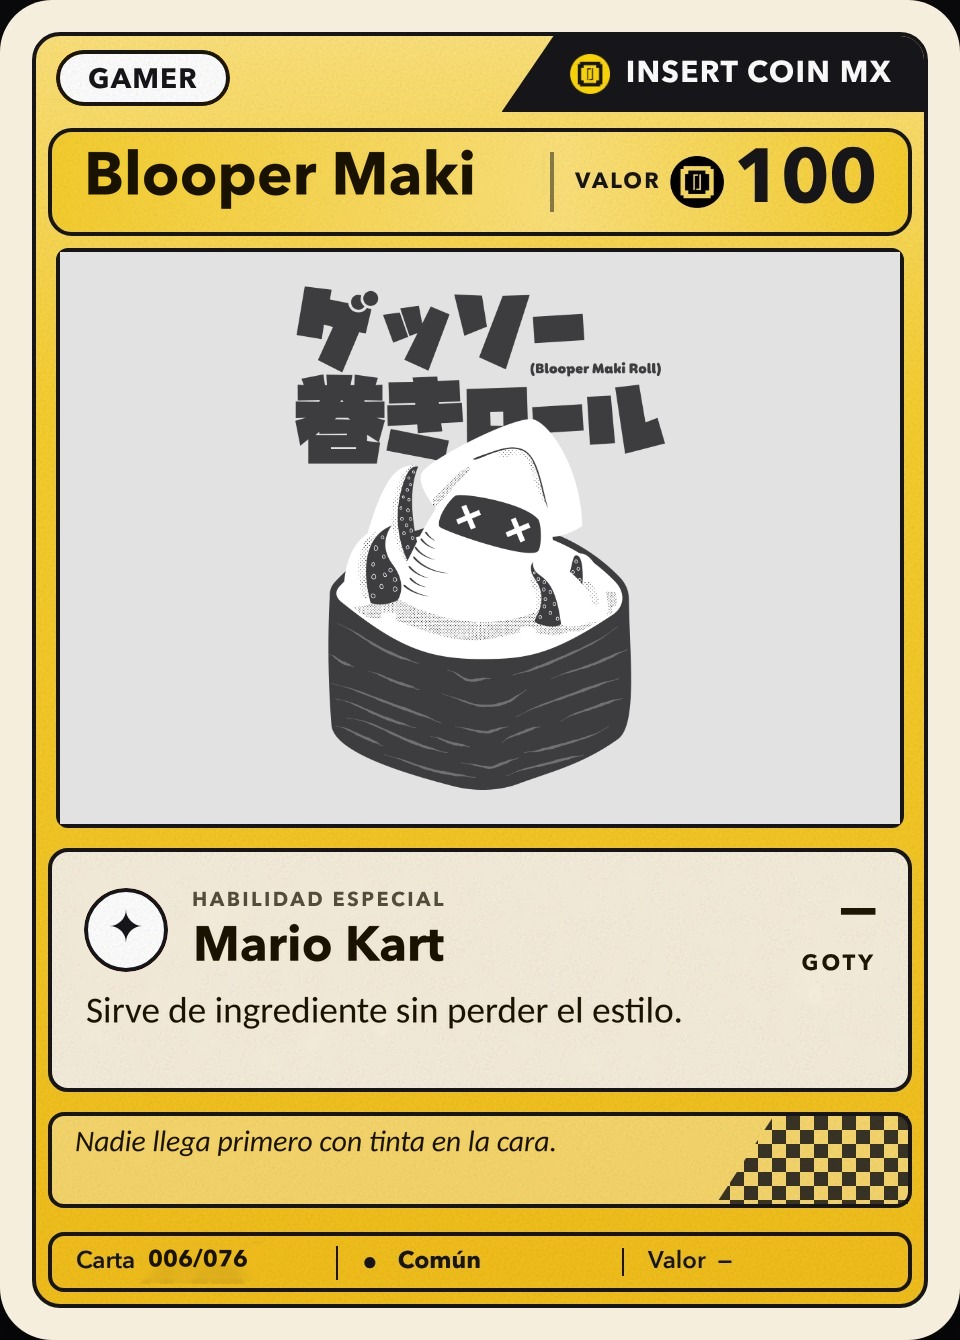 GAMER
INSERT COIN MX
Blooper Maki
VALOR 100
ゲッソー
(Blooper Maki Roll)
巻きロール
HABILIDAD ESPECIAL
Mario Kart
—
GOTY
Sirve de ingrediente sin perder el estilo.
Nadie llega primero con tinta en la cara.
Carta 006/076
• Común
Valor –